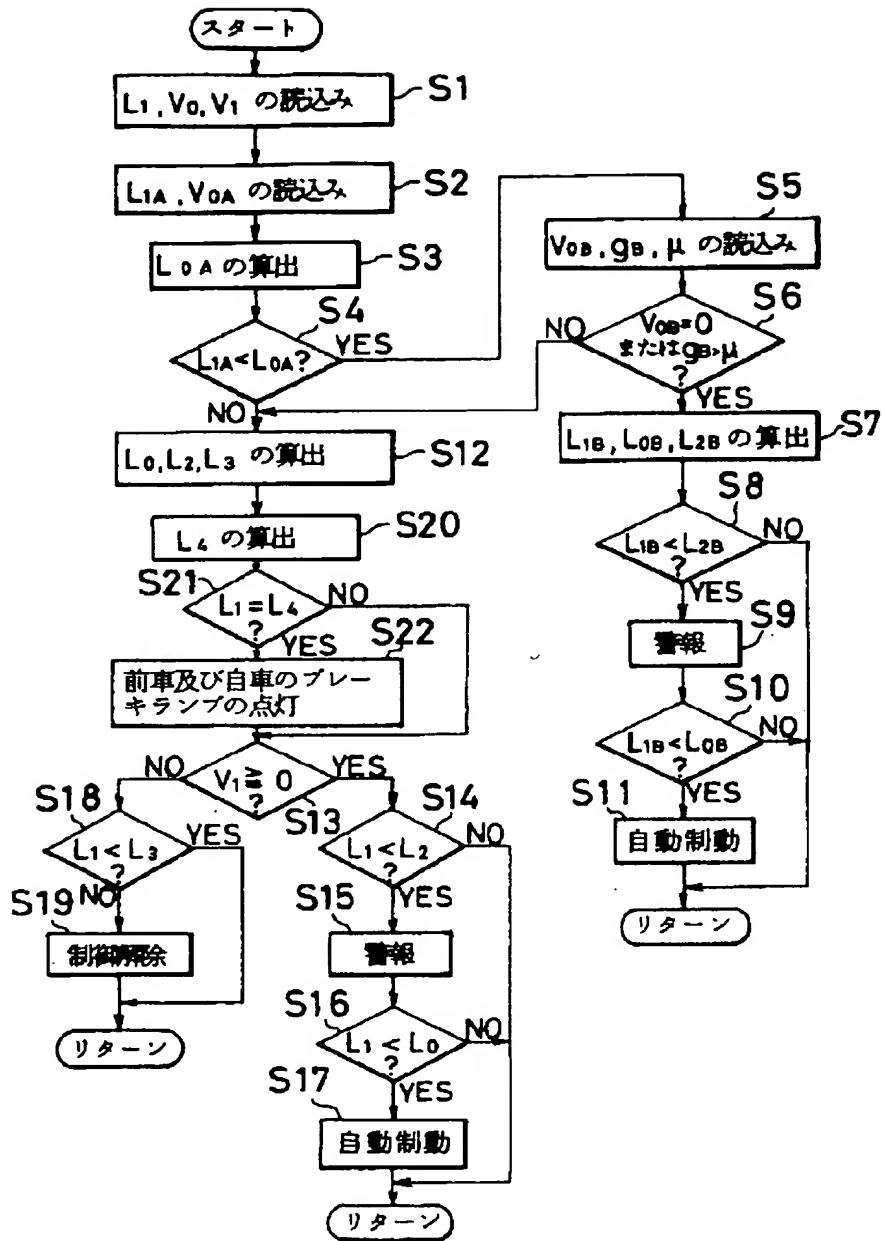 スタート
L1,V0,V1 の読込み
S1
L1A,V0A の読込み
S2
L0Aの算出
S3
S4
L1A<L0A?
YES
NO
S5
V0B,gB,μ の読込み
S6
V0B=0
またはgB>μ
?
NO
YES
L1B,L0B,L2B の算出
S7
S8
L1B<L2B
?
NO
YES
S9
警報
S10
L1B<L0B
?
NO
YES
S11
自動制動
リターン
L0,L2,L3 の算出
S12
L4 の算出
S20
S21
L1=L4
?
NO
YES
S22
前車及び自車のブレー
キランプの点灯
V1≧0
?
NO
YES
S13
S18
L1<L3
?
YES
NO
S19
制御解除
リターン
S14
L1<L2
?
NO
YES
S15
警報
S16
L1<L0
?
NO
YES
S17
自動制動
リターン